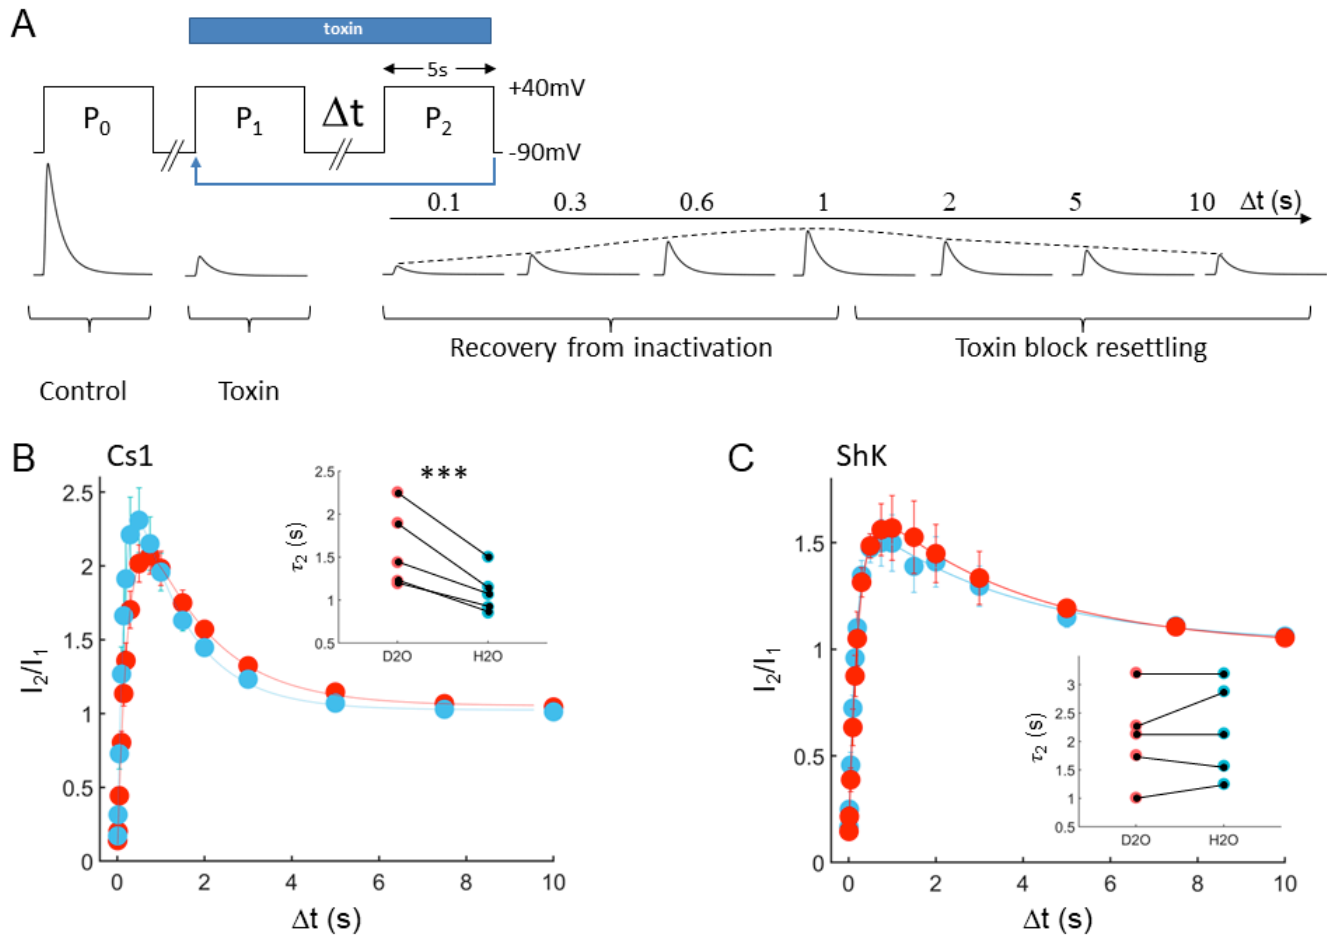 A
toxin
5s
+40mV
P0
P1
Δt
P2
-90mV
0.1 0.3 0.6 1 2 5 10 Δt (s)
Recovery from inactivation
Toxin block resettling
Control
Toxin
B
Cs1
2.5
2
1.5
1
0.5
0
I2/I1
0 2 4 6 8 10
Δt (s)
***
2.5
2
1.5
1
0.5
τ2 (s)
D2O H2O
C
ShK
1.5
1
0.5
0
I2/I1
0 2 4 6 8 10
Δt (s)
3
2.5
2
1.5
1
0.5
τ2 (s)
D2O H2O